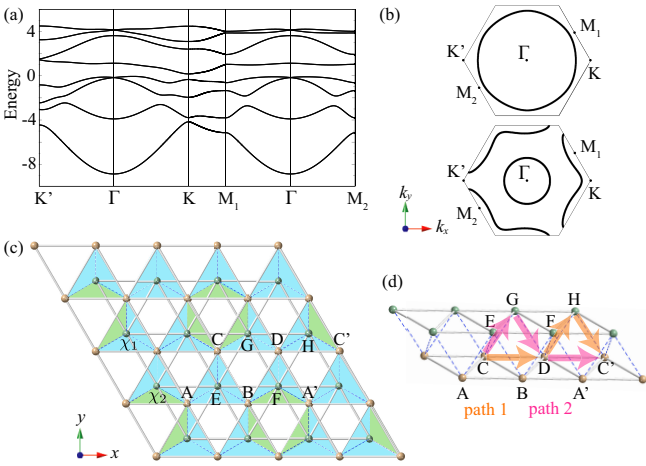 (a)
4
0
-4
-8
Energy
K' Γ K M1 Γ M2
(b)
Γ
M1
K'
K
M2
Γ
M1
K'
K
M2
ky
kx
(c)
χ1 C G D H C'
χ2 A E B F A'
y
x
(d)
G H
E F
C D C'
A B A'
path 1 path 2